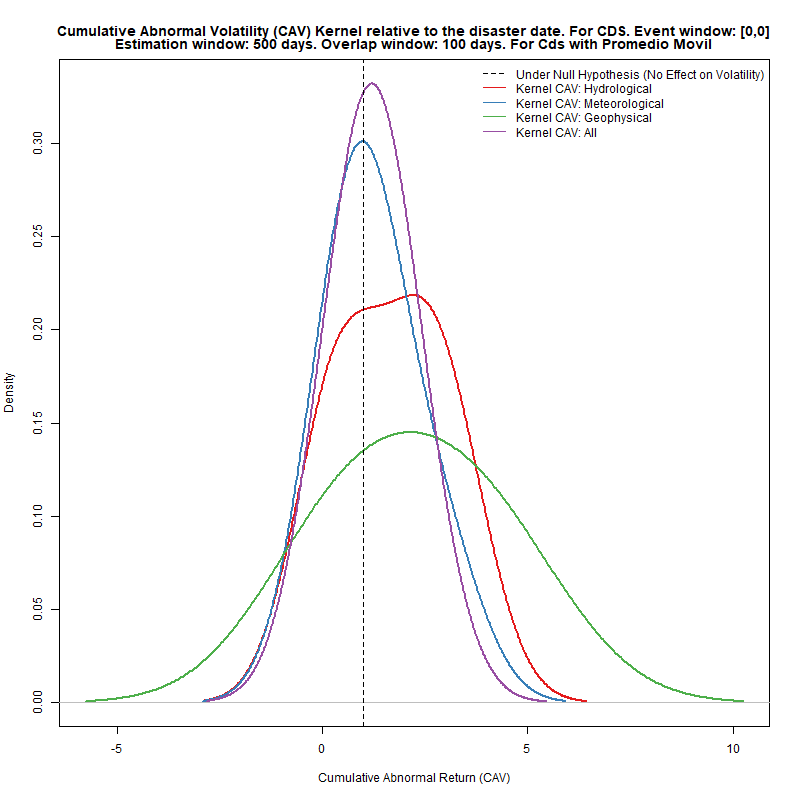 Cumulative Abnormal Volatility (CAV) Kernel relative to the disaster date. For CDS. Event window: [0,0]
Estimation window: 500 days. Overlap window: 100 days. For Cds with Promedio Movil
Under Null Hypothesis (No Effect on Volatility)
Kernel CAV: Hydrological
Kernel CAV: Meteorological
Kernel CAV: Geophysical
Kernel CAV: All
Density
0.30
0.25
0.20
0.15
0.10
0.05
0.00
-5 0 5 10
Cumulative Abnormal Return (CAV)